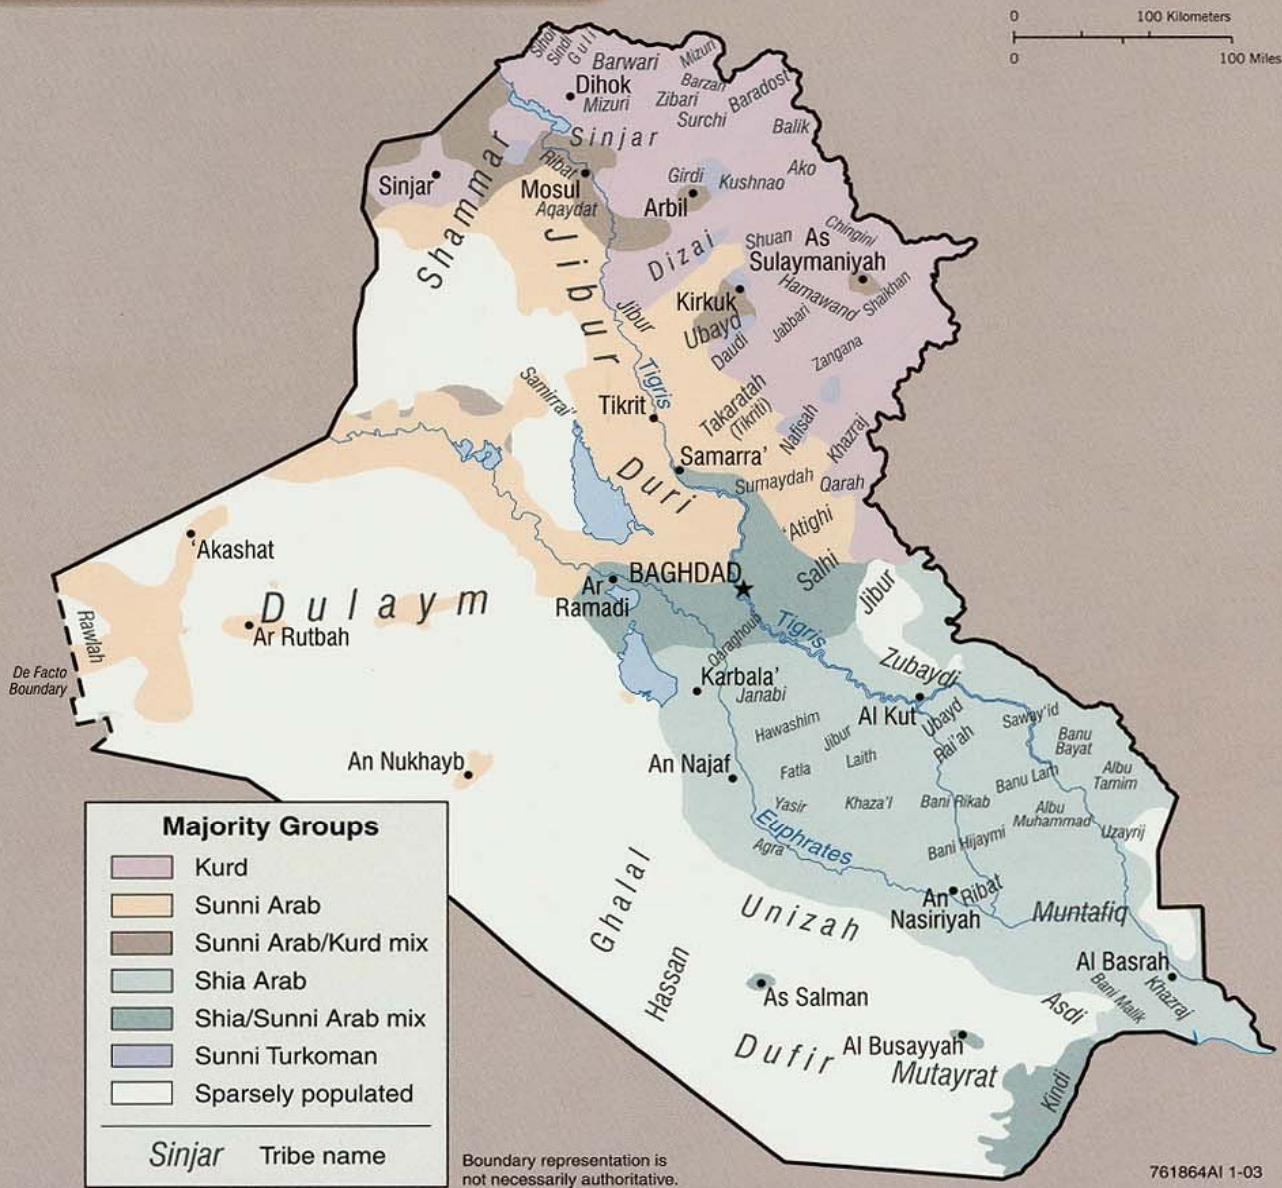 0 100 Kilometers
0 100 Miles
Sihon
Sindi
Guli
Barwari
Mizuri
Dihok
Mizuri
Barzan
Zibari
Baradost
Surchi
Balik
Sinjar
Shammar
Ribat
Sinjar
Mosul
Aqaydat
Girdi
Kushnao
Ako
Arbil
Jibur
Dizai
Shuan
Chingini
As
Sulaymaniyah
Hamawand
Shaikhan
Kirkuk
Jibur
Ubayd
Daudi
Jabbari
Zangana
Tigris
Samirrai'
Tikrit
Takaratah
(Tikriti)
Nafisah
Khazraj
Samarra'
Duri
Sumaydah
Qarah
'Atighi
'Akashat
Salhi
BAGHDAD
Ar
Ramadi
Jibur
Dulaym
Rawlah
Ar Rutbah
De Facto
Boundary
Qaraghoul
Tigris
Zubaydi
Karbala'
Janabi
Al Kut
Ubayd
Saway'id
Hawashim
Jibur
Rai'ah
Banu
Bayat
An Nukhayb
An Najaf
Fatla
Laith
Banu Lam
Albu
Tamim
Yasir
Khaza'l
Bani Rikab
Albu
Muhammad
Uzayrij
Euphrates
Agra'
Bani Hijaymi
An
Nasiriyah
Ribat
Muntafiq
Ghalal
Unizah
Hassan
As Salman
Al Basrah
Bani Malik
Khazraj
Asdi
Dufir
Al Busayyah
Mutayrat
Kindi
Majority Groups
Kurd
Sunni Arab
Sunni Arab/Kurd mix
Shia Arab
Shia/Sunni Arab mix
Sunni Turkoman
Sparsely populated
Sinjar Tribe name
Boundary representation is
not necessarily authoritative.
761864AI 1-03